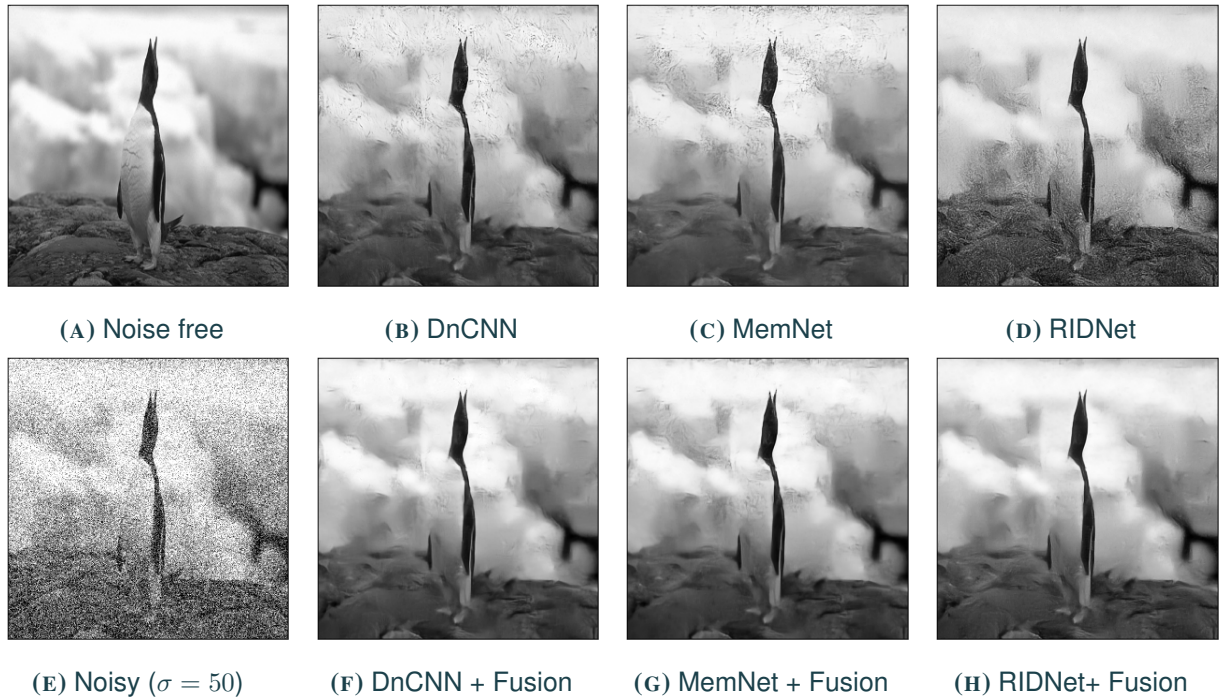 (A) Noise free
(B) DnCNN
(C) MemNet
(D) RIDNet
(E) Noisy (σ = 50)
(F) DnCNN + Fusion
(G) MemNet + Fusion
(H) RIDNet+ Fusion